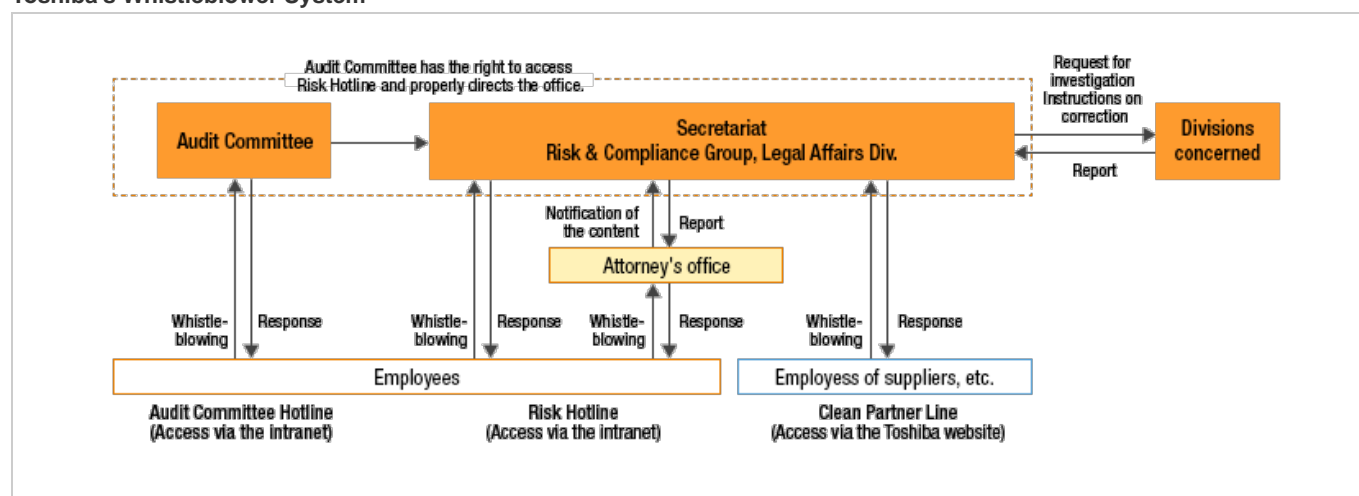 Toshiba's Whistleblower System
Audit Committee has the right to access
Risk Hotline and properly directs the office.
Request for
investigation
Instructions on
correction
Audit Committee
Secretariat
Risk & Compliance Group, Legal Affairs Div.
Divisions
concerned
Report
Notification of
the content
Report
Attorney's office
Whistle-
blowing
Response
Whistle-
blowing
Response
Whistle-
blowing
Response
Whistle-
blowing
Response
Employees
Employess of suppliers, etc.
Audit Committee Hotline
(Access via the intranet)
Risk Hotline
(Access via the intranet)
Clean Partner Line
(Access via the Toshiba website)